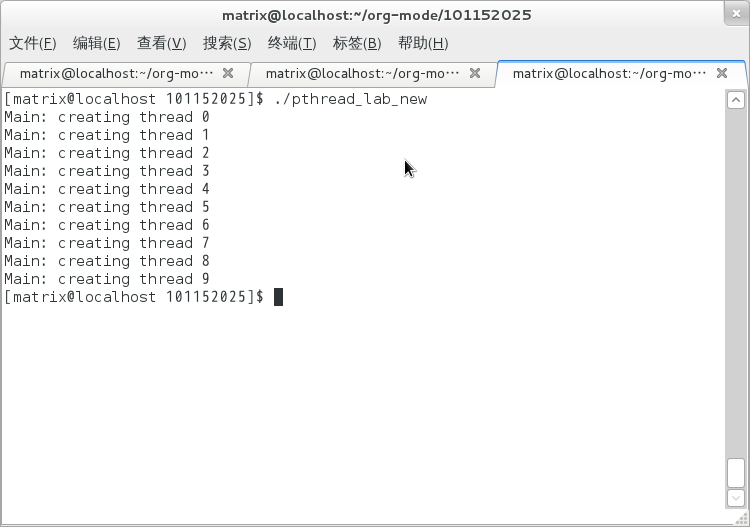 matrix@localhost:~/org-mode/101152025
文件(F) 编辑(E) 查看(V) 搜索(S) 终端(T) 标签(B) 帮助(H)
matrix@localhost:~/org-mo··· matrix@localhost:~/org-mo··· matrix@localhost:~/org-mo···
[matrix@localhost 101152025]$ ./pthread_lab_new
Main: creating thread 0
Main: creating thread 1
Main: creating thread 2
Main: creating thread 3
Main: creating thread 4
Main: creating thread 5
Main: creating thread 6
Main: creating thread 7
Main: creating thread 8
Main: creating thread 9
[matrix@localhost 101152025]$